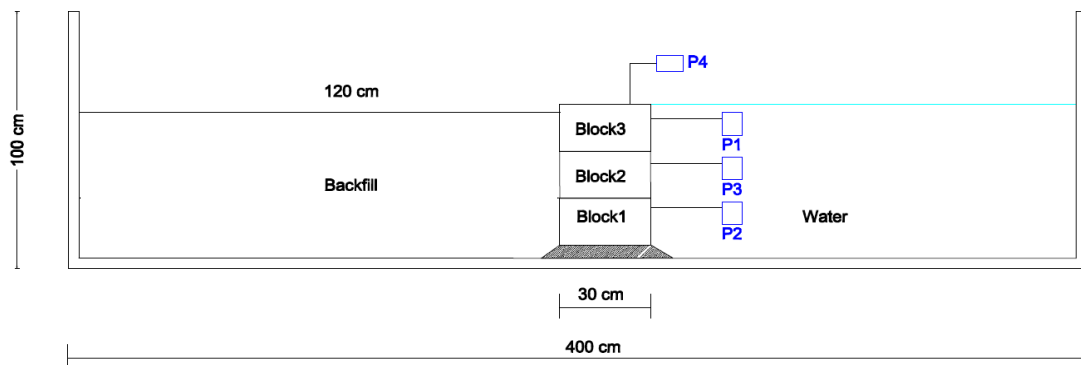 P4
120 cm
100 cm
Block3
P1
Block2
Backfill
P3
Block1
Water
P2
30 cm
400 cm